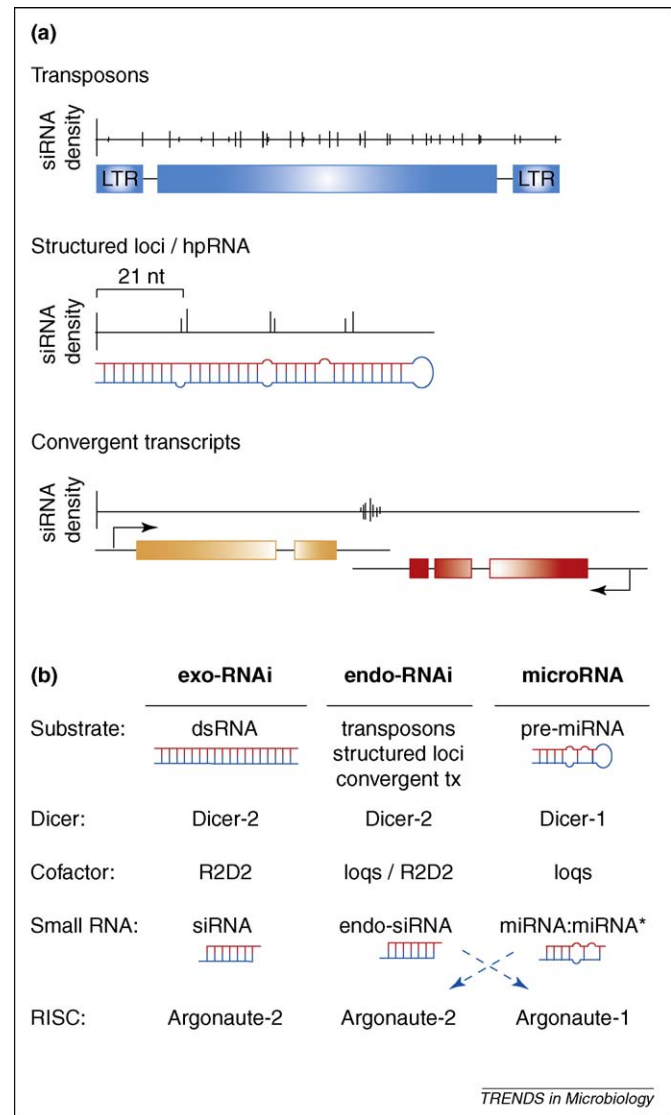 (a)
Transposons
siRNA
density
LTR LTR
Structured loci / hpRNA
21 nt
siRNA
density
Convergent transcripts
siRNA
density
(b) exo-RNAi endo-RNAi microRNA
Substrate: dsRNA transposons pre-miRNA
structured loci
convergent tx
Dicer: Dicer-2 Dicer-2 Dicer-1
Cofactor: R2D2 loqs / R2D2 loqs
Small RNA: siRNA endo-siRNA miRNA:miRNA*
RISC: Argonaute-2 Argonaute-2 Argonaute-1
TRENDS in Microbiology